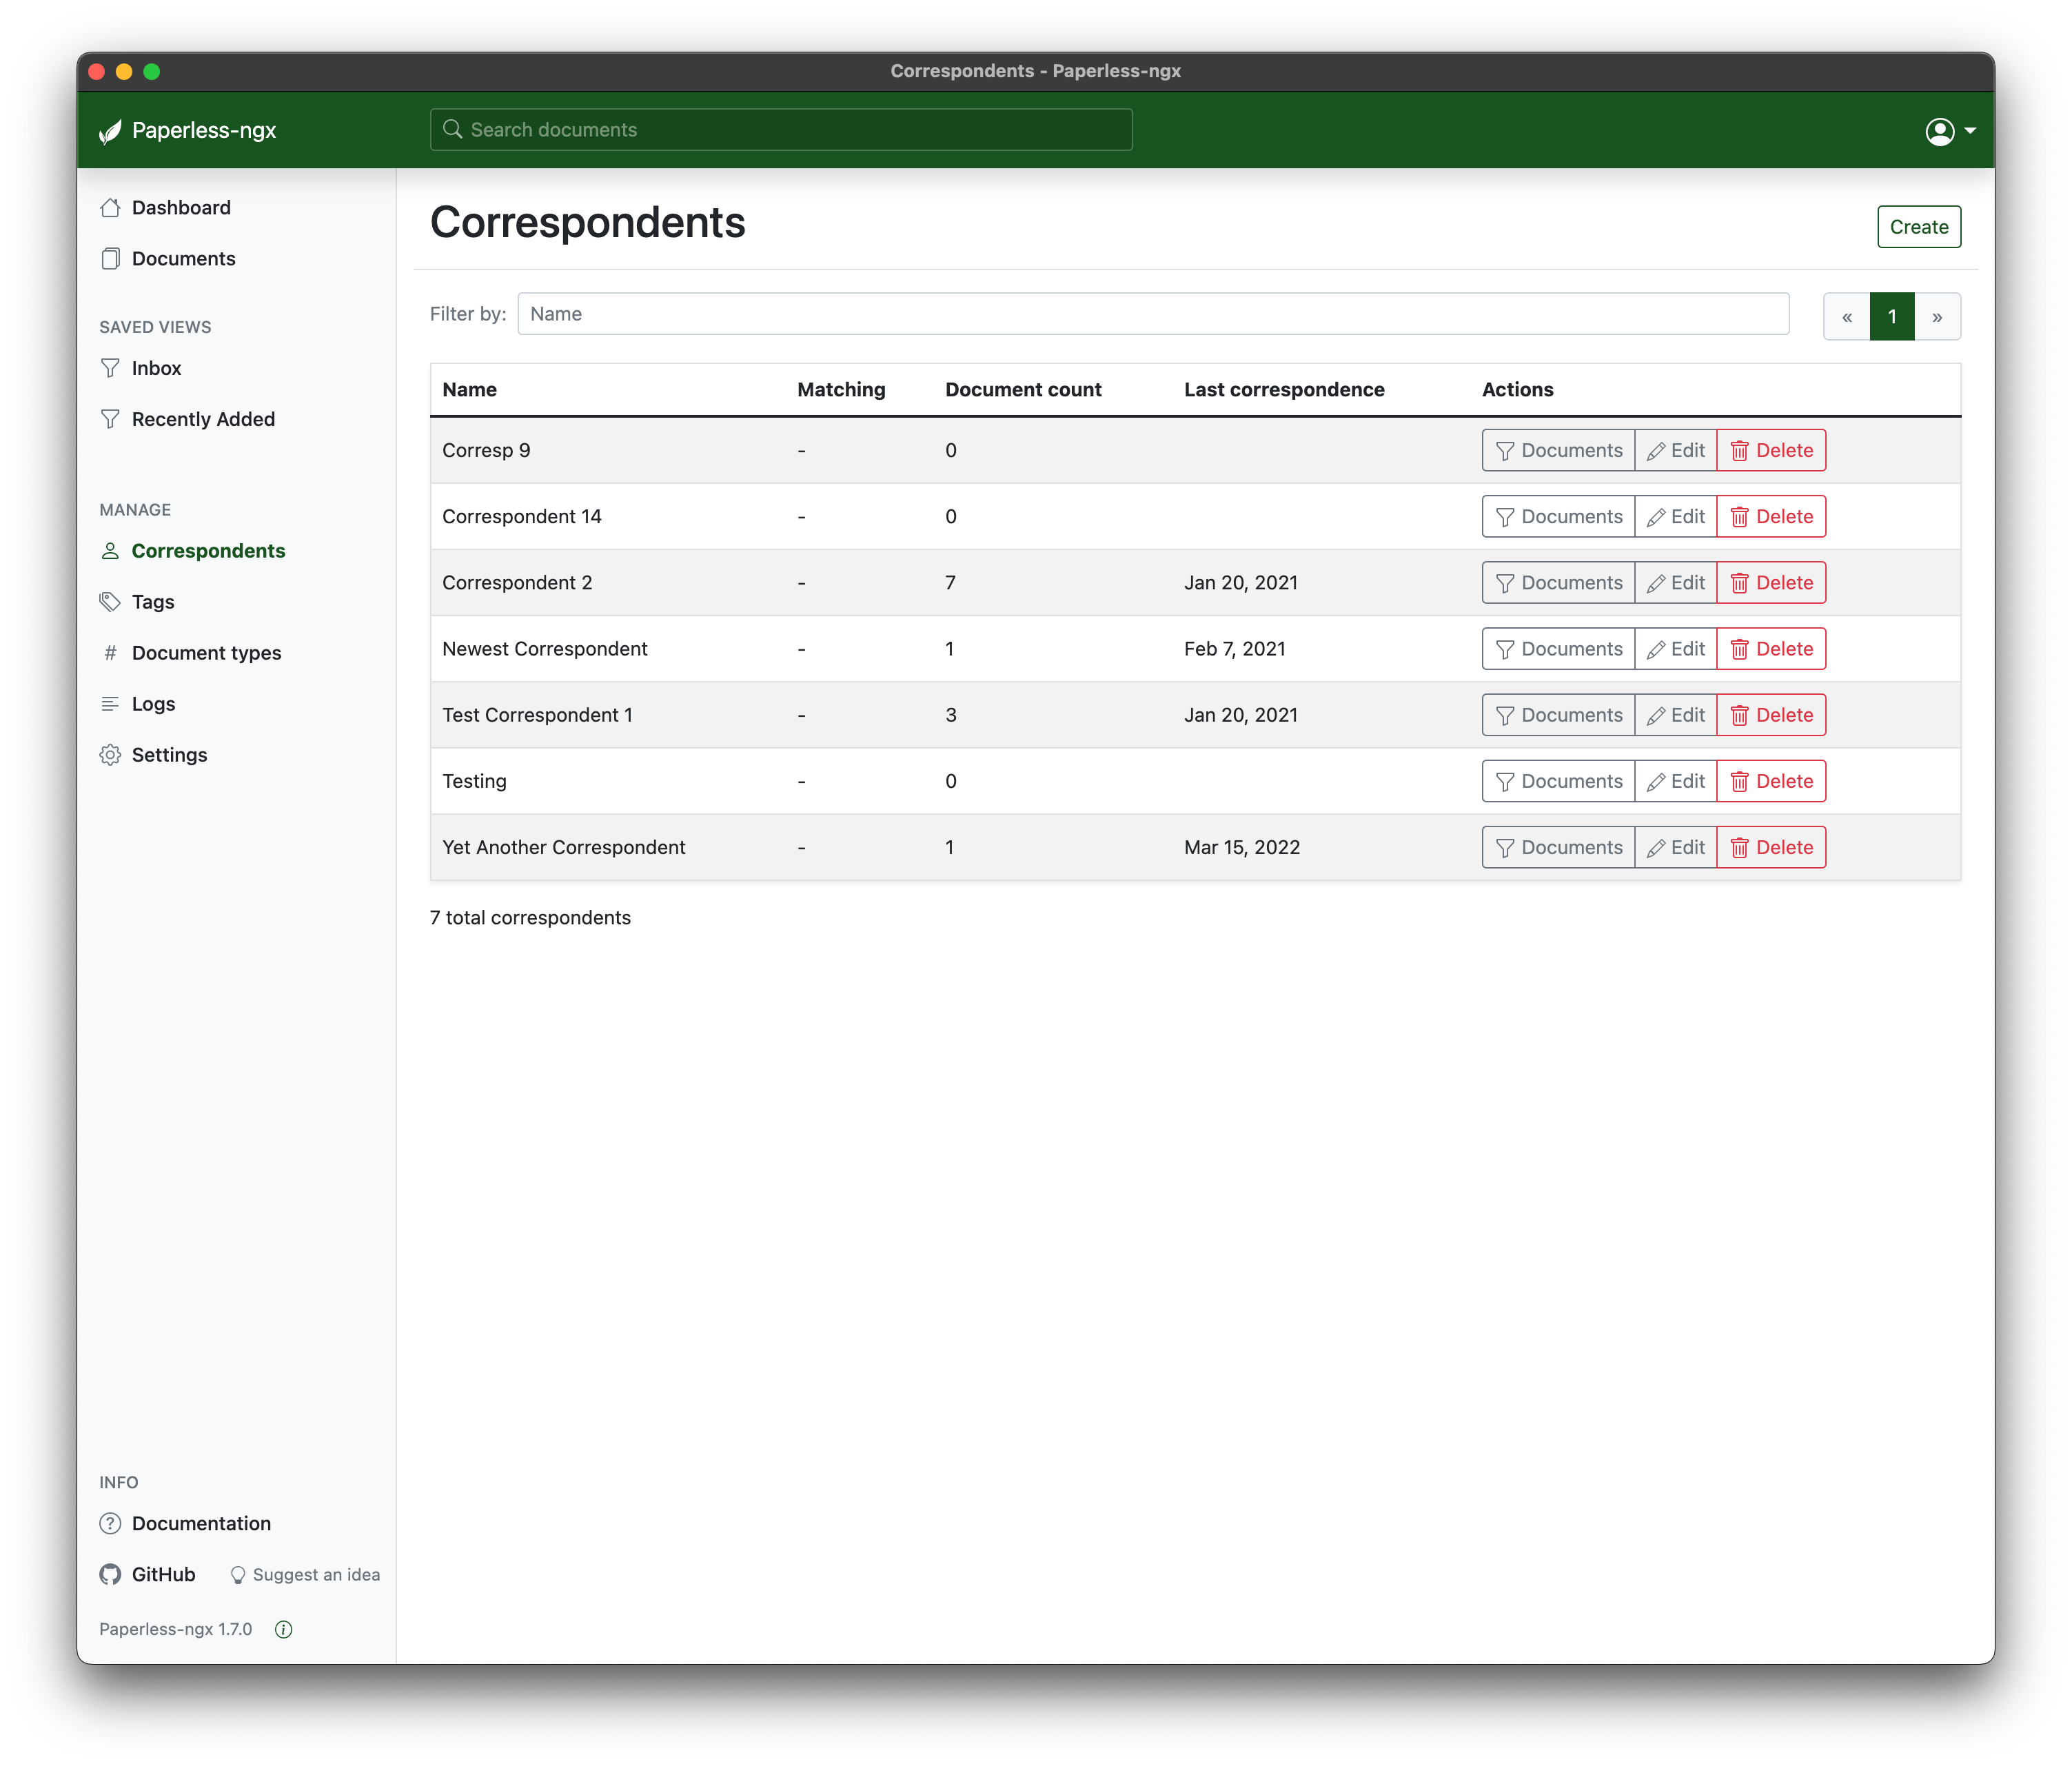 Correspondents - Paperless-ngx
Paperless-ngx
Search documents
Dashboard
Documents
SAVED VIEWS
Inbox
Recently Added
MANAGE
Correspondents
Tags
# Document types
Logs
Settings
INFO
? Documentation
GitHub Suggest an idea
Paperless-ngx 1.7.0 i
Correspondents
Create
Filter by: Name « 1 »
Name Matching Document count Last correspondence Actions
Corresp 9 - 0 Documents Edit Delete
Correspondent 14 - 0 Documents Edit Delete
Correspondent 2 - 7 Jan 20, 2021 Documents Edit Delete
Newest Correspondent - 1 Feb 7, 2021 Documents Edit Delete
Test Correspondent 1 - 3 Jan 20, 2021 Documents Edit Delete
Testing - 0 Documents Edit Delete
Yet Another Correspondent - 1 Mar 15, 2022 Documents Edit Delete
7 total correspondents